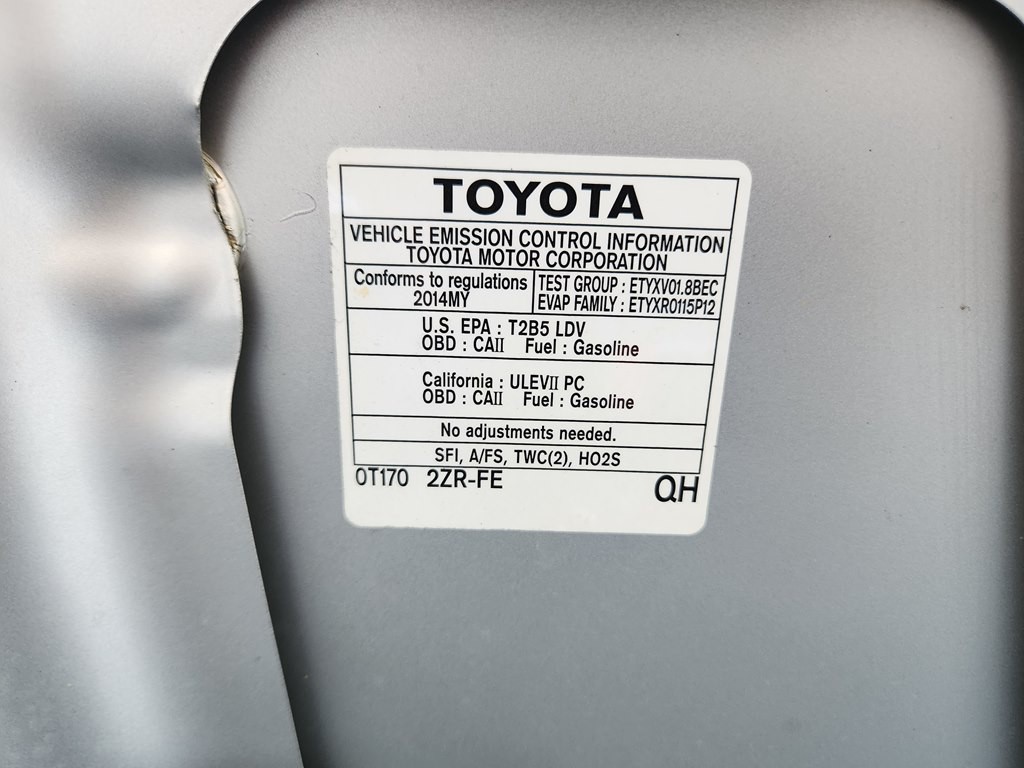 TOYOTA
VEHICLE EMISSION CONTROL INFORMATION
TOYOTA MOTOR CORPORATION
Conforms to regulations
2014MY
TEST GROUP : ETYXV01.8BEC
EVAP FAMILY : ETYXR0115P12
U.S. EPA : T2B5 LDV
OBD : CAII Fuel : Gasoline
California : ULEVII PC
OBD : CAII Fuel : Gasoline
No adjustments needed.
SFI, A/FS, TWC(2), HO2S
0T170 2ZR-FE QH